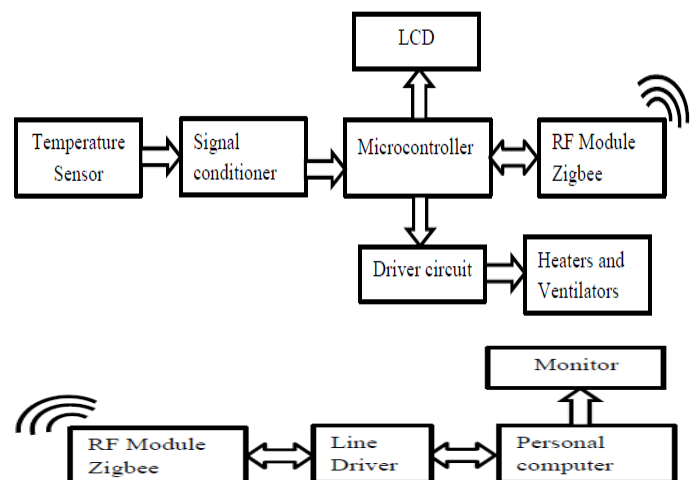 LCD
Temperature
Sensor
Signal
conditioner
Microcontroller
RF Module
Zigbee
Driver circuit
Heaters and
Ventilators
Monitor
RF Module
Zigbee
Line
Driver
Personal
computer